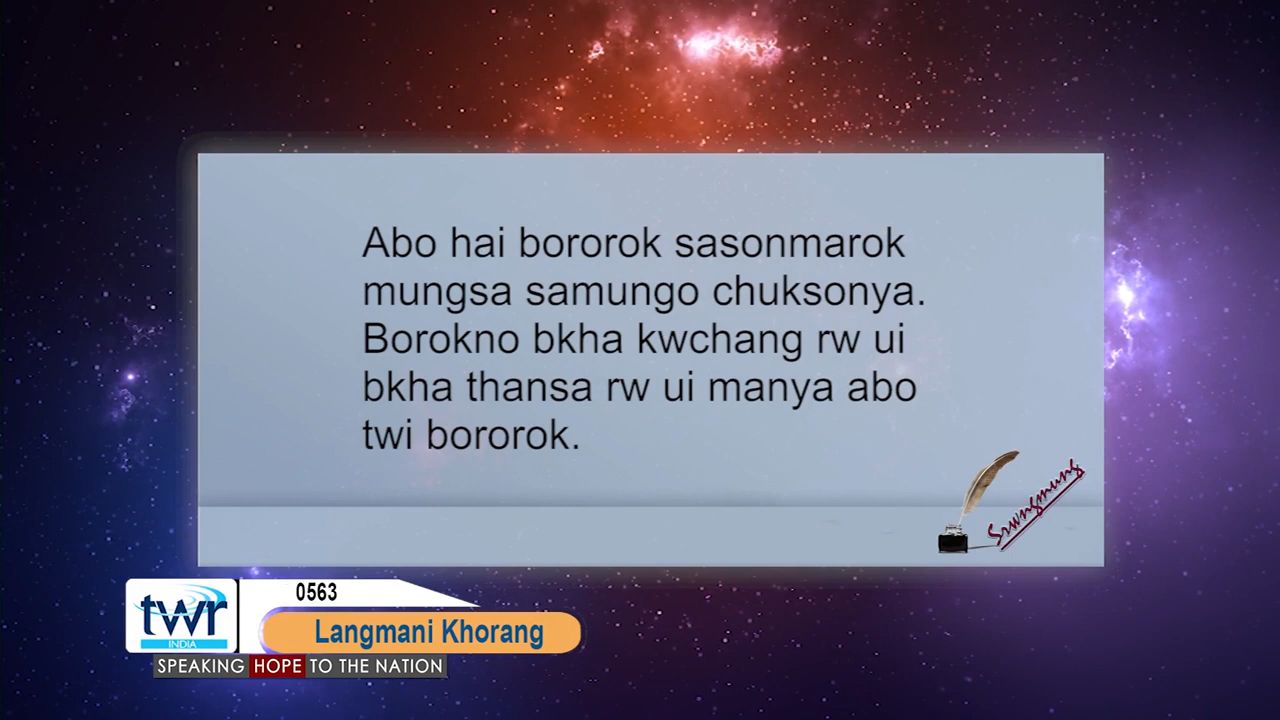 Abo hai bororok sasonmarok
mungsa samungo chuksonya.
Borokno bkha kwchang rw ui
bkha thansa rw ui manya abo
twi bororok.
Srwngmung
0563
twr
INDIA
Langmani Khorang
SPEAKING HOPE TO THE NATION